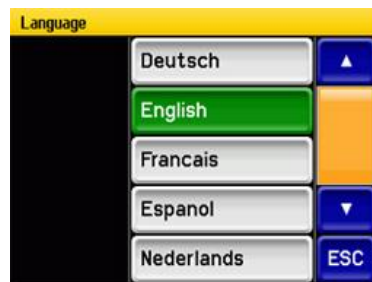 Language
Deutsch
English
Francais
Espanol
Nederlands
ESC